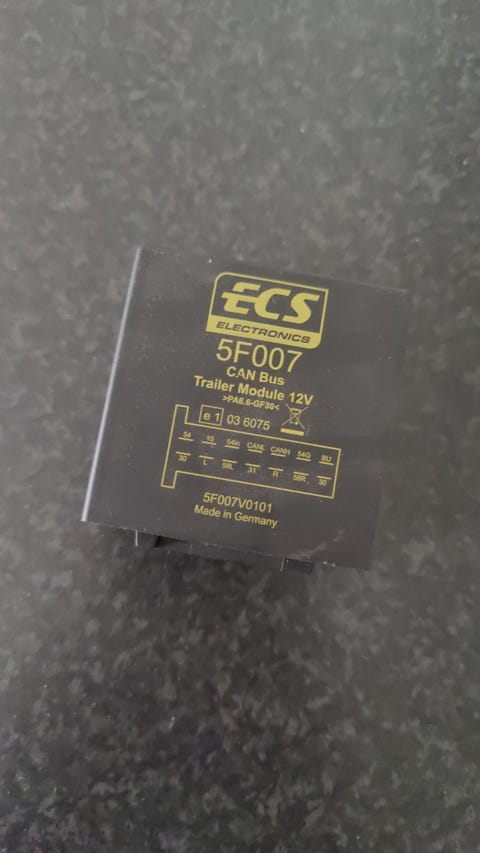 ECS
ELECTRONICS
5F007
CAN Bus
Trailer Module 12V
>PA6.6-GF30<
e1 03 6075
54 15 54H CANL CANH 54G BU
30 L 58L 31 R 58R 30
5F007V0101
Made in Germany